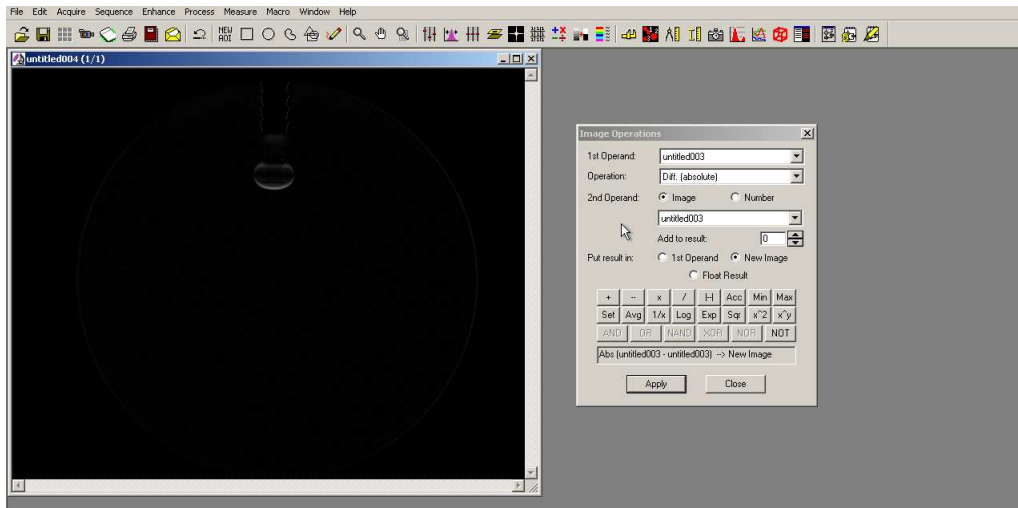 File Edit Acquire Sequence Enhance Process Measure Macro Window Help
NEW AOI
untitled004 (1/1)
Image Operations
1st Operand: untitled003
Operation: Diff. (absolute)
2nd Operand: Image Number
untitled003
Add to result: 0
Put result in: 1st Operand New Image
Float Result
+ - x / |-| Acc Min Max
Set Avg 1/x Log Exp Sqr x^2 x^y
AND OR NAND XOR NOR NOT
Abs (untitled003 - untitled003) --> New Image
Apply Close